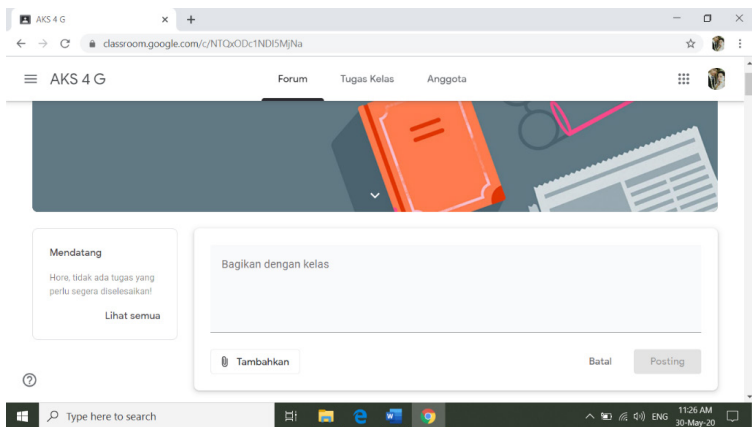 AKS 4 G
classroom.google.com/c/NTQxODc1NDI5MjNa
AKS 4 G
Forum
Tugas Kelas
Anggota
Mendatang
Hore, tidak ada tugas yang
perlu segera diselesaikan!
Lihat semua
Bagikan dengan kelas
Tambahkan
Batal
Posting
Type here to search
ENG
11:26 AM
30-May-20